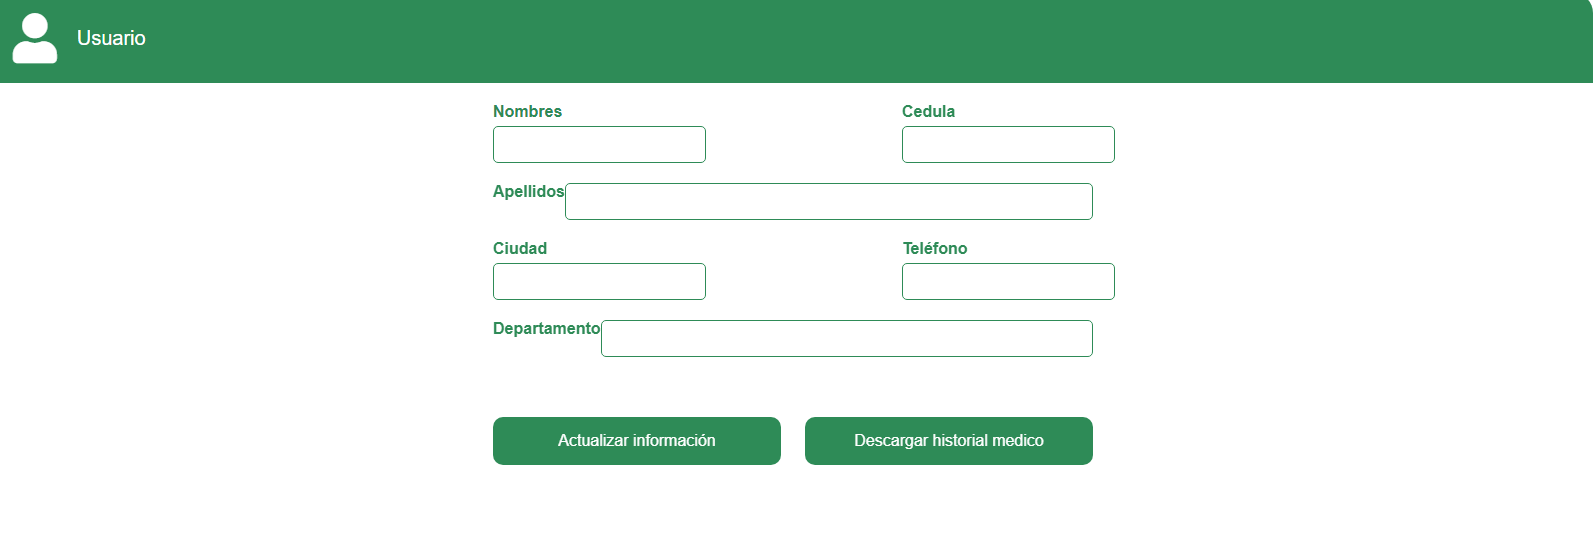 Usuario
Nombres
Cedula
Apellidos
Ciudad
Teléfono
Departamento
Actualizar información
Descargar historial medico